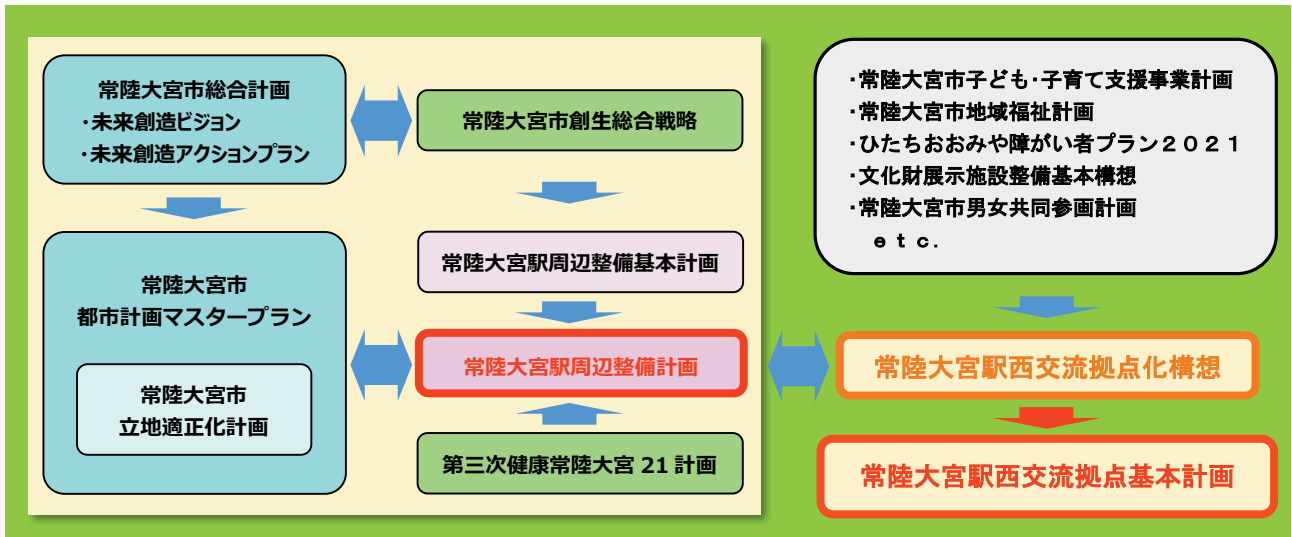 常陸大宮市総合計画
・未来創造ビジョン
・未来創造アクションプラン
常陸大宮市創生総合戦略
常陸大宮市
都市計画マスタープラン
常陸大宮市
立地適正化計画
常陸大宮駅周辺整備基本計画
常陸大宮駅周辺整備計画
第三次健康常陸大宮 21 計画
・常陸大宮市子ども・子育て支援事業計画
・常陸大宮市地域福祉計画
・ひたちおおみや障がい者プラン２０２１
・文化財展示施設整備基本構想
・常陸大宮市男女共同参画計画
ｅｔｃ．
常陸大宮駅西交流拠点化構想
常陸大宮駅西交流拠点基本計画